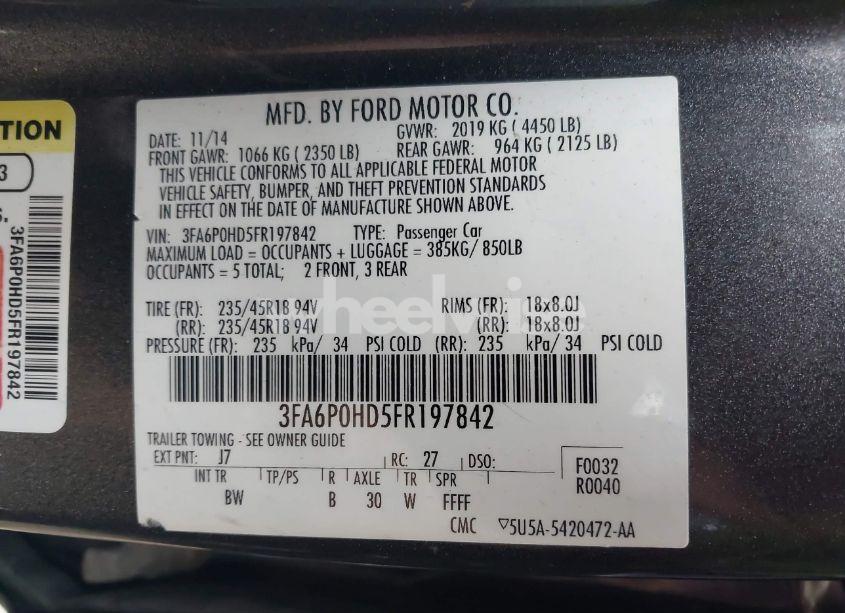 TION
3
S.
3FA6P0HD5FR197842
MFD. BY FORD MOTOR CO.
DATE: 11/14 GVWR: 2019 KG ( 4450 LB)
FRONT GAWR: 1066 KG ( 2350 LB) REAR GAWR: 964 KG ( 2125 LB)
THIS VEHICLE CONFORMS TO ALL APPLICABLE FEDERAL MOTOR
VEHICLE SAFETY, BUMPER, AND THEFT PREVENTION STANDARDS
IN EFFECT ON THE DATE OF MANUFACTURE SHOWN ABOVE.
VIN: 3FA6P0HD5FR197842 TYPE: Passenger Car
MAXIMUM LOAD = OCCUPANTS + LUGGAGE = 385KG/ 850LB
OCCUPANTS = 5 TOTAL; 2 FRONT, 3 REAR
wheelwise
TIRE (FR): 235/45R18 94V RIMS (FR): 18x8.0J
(RR): 235/45R18 94V (RR): 18x8.0J
PRESSURE (FR): 235 kPa/ 34 PSI COLD (RR): 235 kPa/ 34 PSI COLD
3FA6P0HD5FR197842
TRAILER TOWING - SEE OWNER GUIDE
EXT PNT: J7 RC: 27 DSO: F0032
INT TR TP/PS R AXLE TR SPR R0040
BW B 30 W FFFF
CMC ▽5U5A-5420472-AA